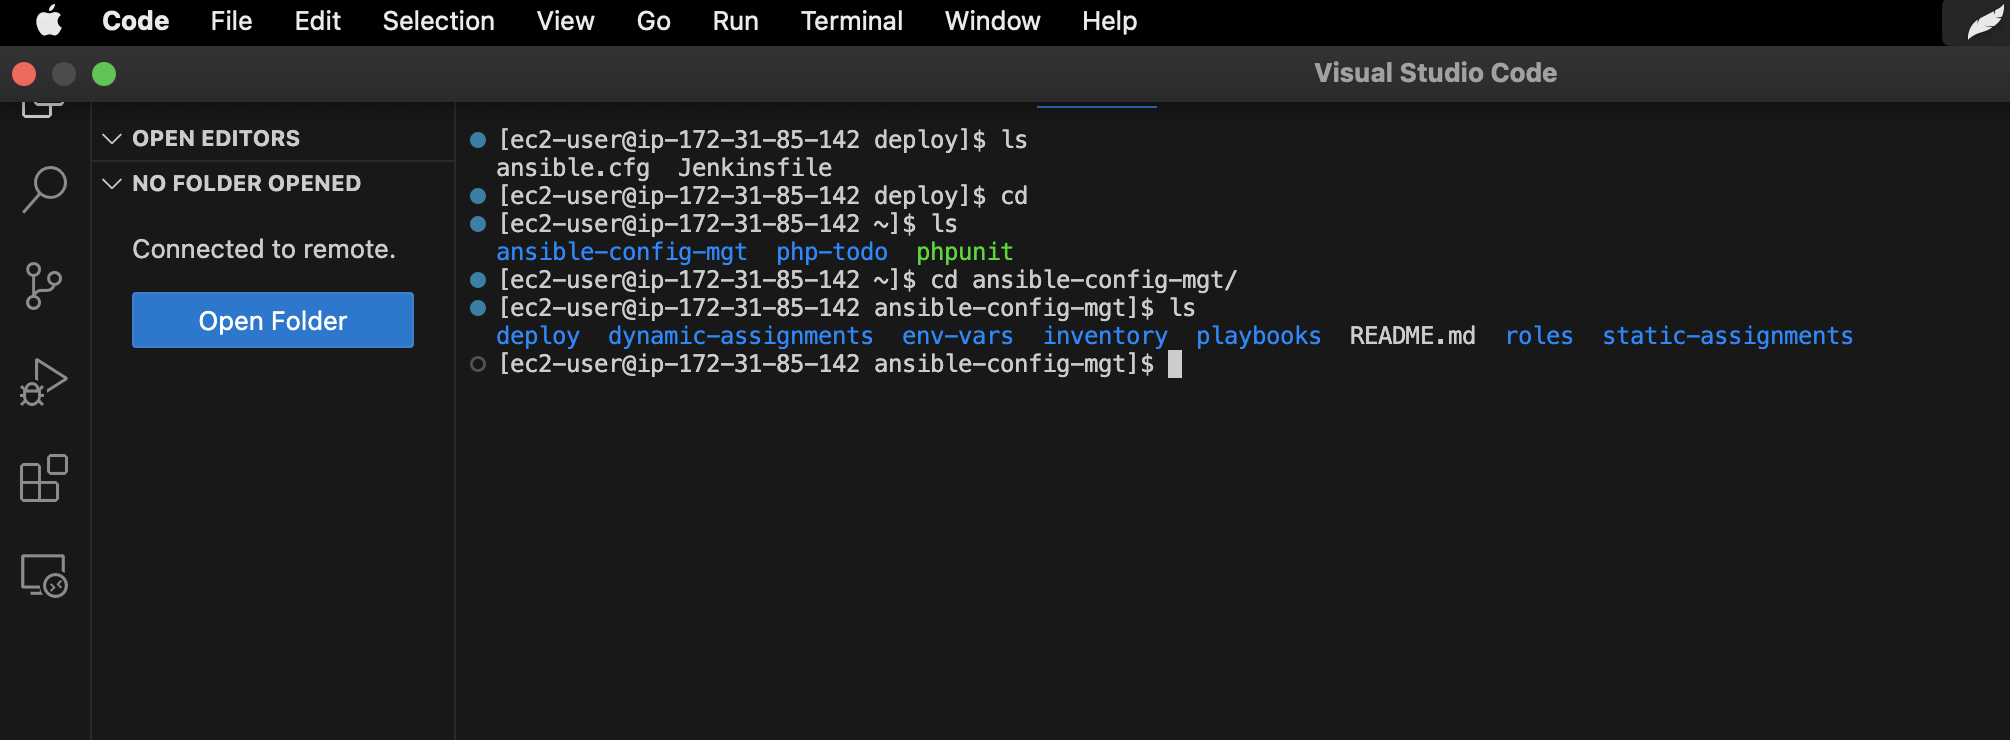 Code File Edit Selection View Go Run Terminal Window Help
Visual Studio Code
OPEN EDITORS
NO FOLDER OPENED
Connected to remote.
Open Folder
[ec2-user@ip-172-31-85-142 deploy]$ ls
ansible.cfg  Jenkinsfile
[ec2-user@ip-172-31-85-142 deploy]$ cd
[ec2-user@ip-172-31-85-142 ~]$ ls
ansible-config-mgt  php-todo  phpunit
[ec2-user@ip-172-31-85-142 ~]$ cd ansible-config-mgt/
[ec2-user@ip-172-31-85-142 ansible-config-mgt]$ ls
deploy  dynamic-assignments  env-vars  inventory  playbooks  README.md  roles  static-assignments
[ec2-user@ip-172-31-85-142 ansible-config-mgt]$